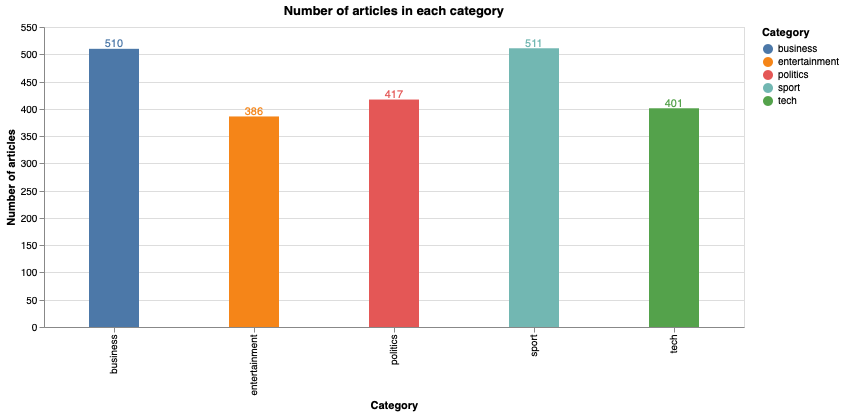 Number of articles in each category
Number of articles
550
500
450
400
350
300
250
200
150
100
50
0
510
386
417
511
401
business
entertainment
politics
sport
tech
Category
Category
business
entertainment
politics
sport
tech